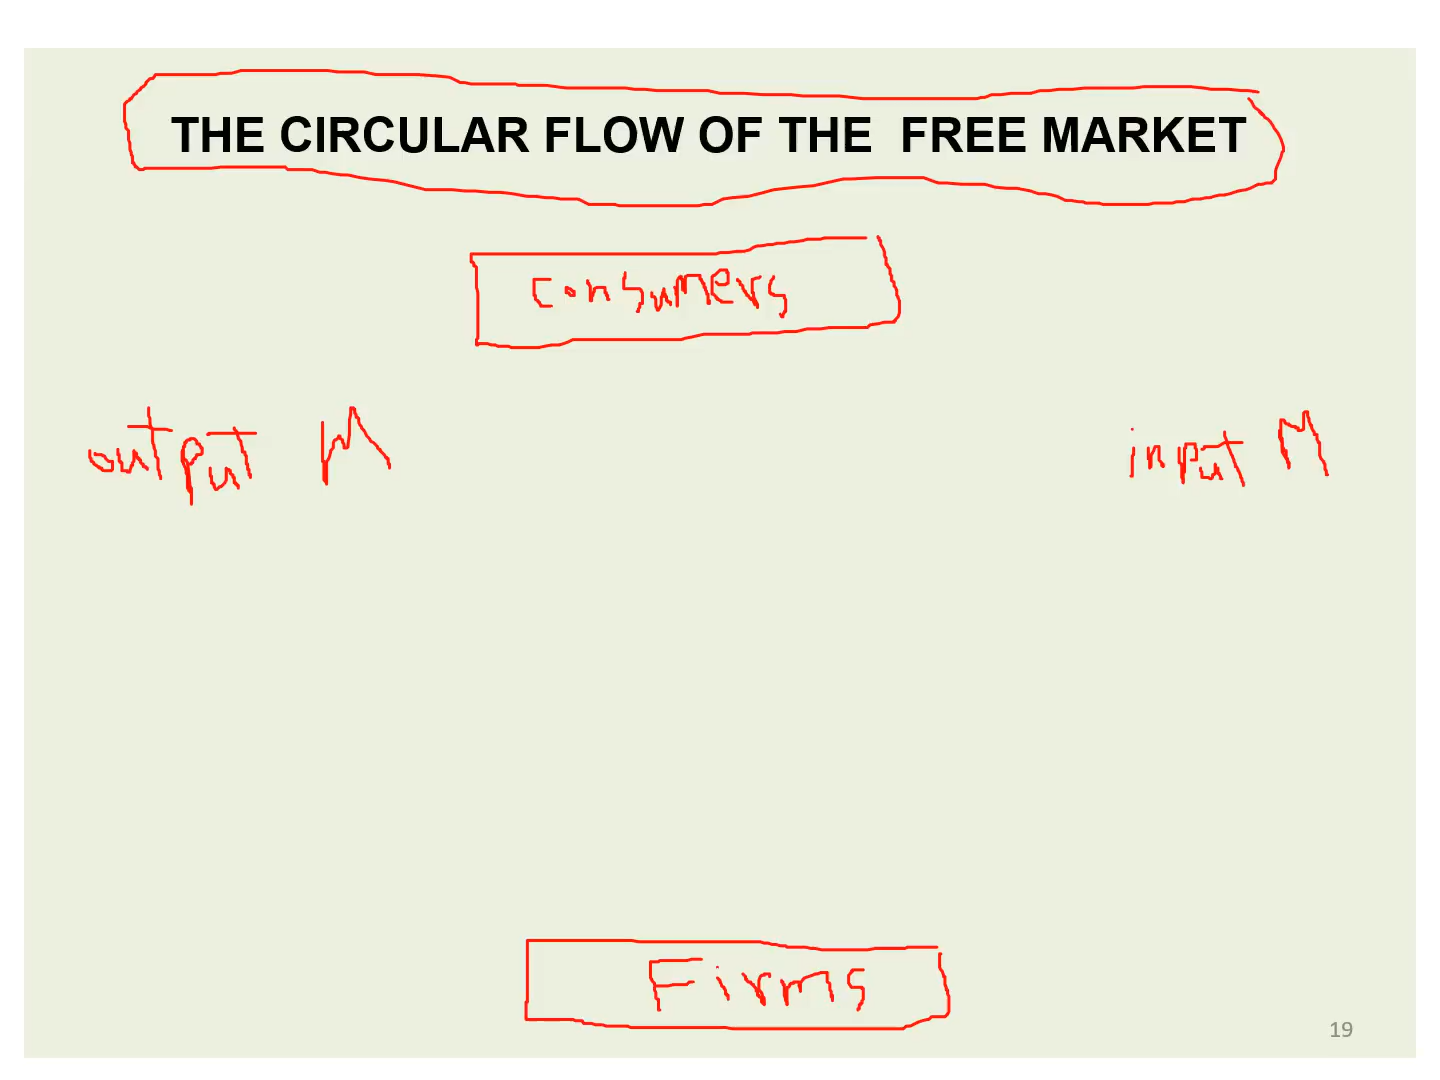 THE CIRCULAR FLOW OF THE FREE MARKET
consumers
output M
input M
Firms
19